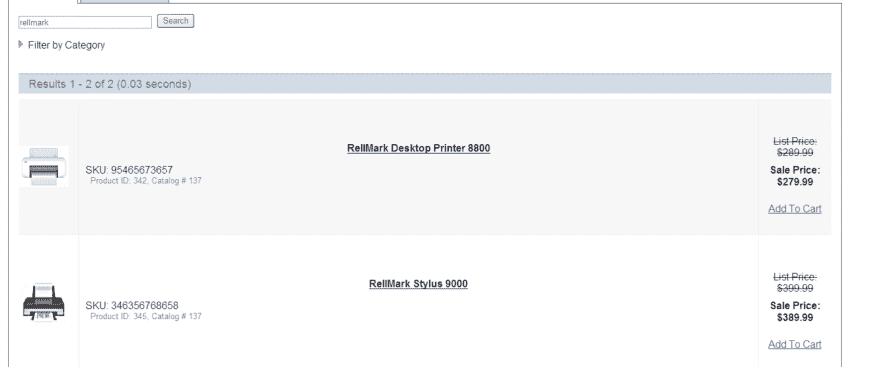 rellmark
Search
Filter by Category
Results 1 - 2 of 2 (0.03 seconds)
RellMark Desktop Printer 8800
SKU: 95465673657
Product ID: 342, Catalog # 137
List Price:
$289.99
Sale Price:
$279.99
Add To Cart
RellMark Stylus 9000
SKU: 346356768658
Product ID: 345, Catalog # 137
List Price:
$399.99
Sale Price:
$389.99
Add To Cart